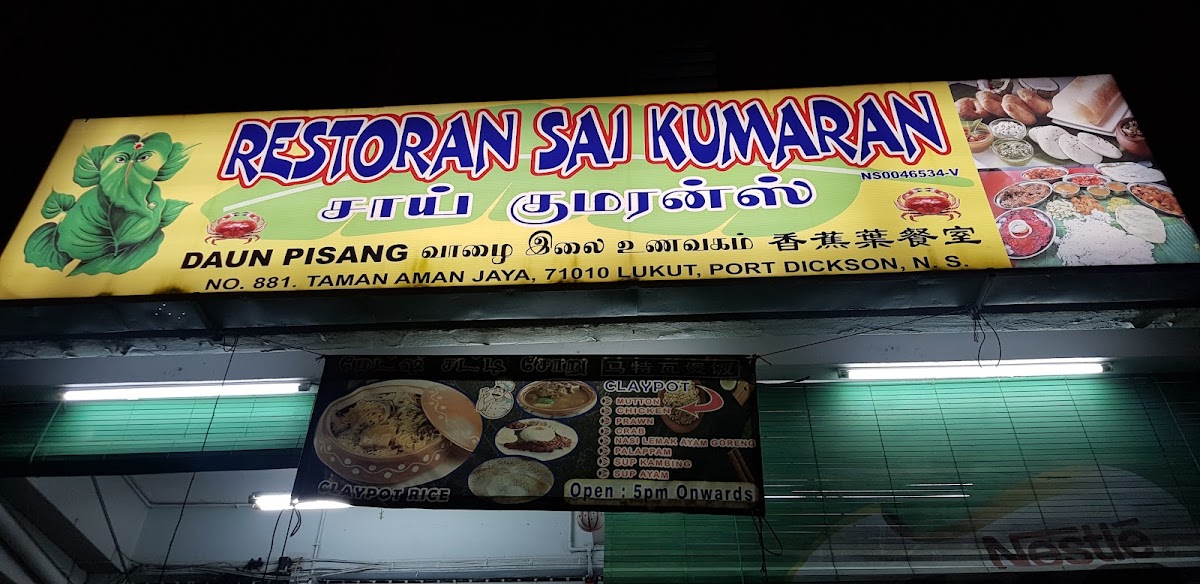 RESTORAN SAI KUMARAN
NS0046534-V
சாய் குமரன்ஸ்
DAUN PISANG வாழை இலை உணவகம் 香蕉葉餐室
NO. 881. TAMAN AMAN JAYA, 71010 LUKUT, PORT DICKSON, N. S.
சட்டி சோறு
CLAYPOT
MUTTON
CHICKEN
PRAWN
CRAB
NASI LEMAK AYAM GORENG
PALAPPAM
SUP KAMBING
SUP AYAM
CLAYPOT RICE
Open : 5pm Onwards
Nestlé